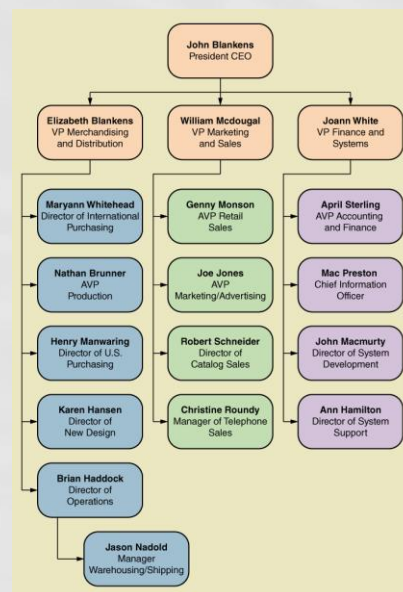 John Blankens
President CEO
Elizabeth Blankens
VP Merchandising
and Distribution
William Mcdougal
VP Marketing
and Sales
Joann White
VP Finance and
Systems
Maryann Whitehead
Director of International
Purchasing
Nathan Brunner
AVP
Production
Henry Manwaring
Director of U.S.
Purchasing
Karen Hansen
Director of
New Design
Brian Haddock
Director of
Operations
Jason Nadold
Manager
Warehousing/Shipping
Genny Monson
AVP Retail
Sales
Joe Jones
AVP
Marketing/Advertising
Robert Schneider
Director of
Catalog Sales
Christine Roundy
Manager of Telephone
Sales
April Sterling
AVP Accounting
and Finance
Mac Preston
Chief Information
Officer
John Macmurty
Director of System
Development
Ann Hamilton
Director of System
Support